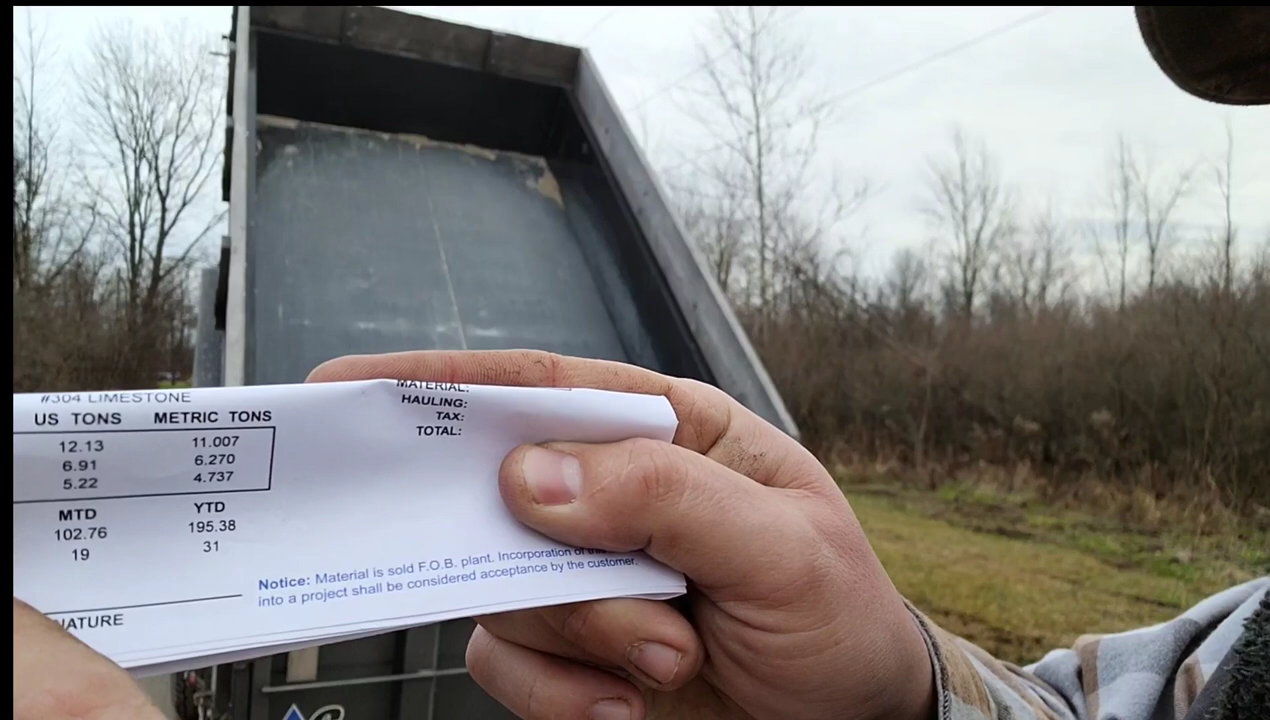 #304 LIMESTONE
US TONS METRIC TONS
12.13 11.007
6.91 6.270
5.22 4.737
MTD YTD
102.76 195.38
19 31
NATURE
MATERIAL:
HAULING:
TAX:
TOTAL:
Notice: Material is sold F.O.B. plant. Incorporation of this
into a project shall be considered acceptance by the customer.